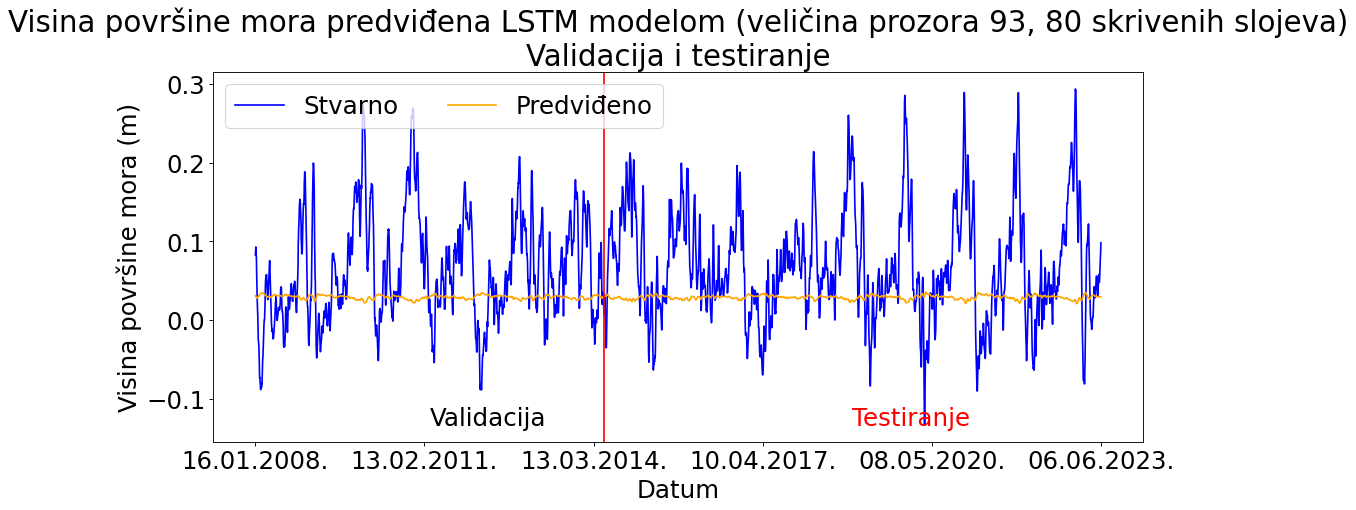 Visina površine mora predviđena LSTM modelom (veličina prozora 93, 80 skrivenih slojeva)
Validacija i testiranje
Stvarno
Predviđeno
Visina površine mora (m)
0.3
0.2
0.1
0.0
−0.1
Validacija
Testiranje
16.01.2008.
13.02.2011.
13.03.2014.
10.04.2017.
08.05.2020.
06.06.2023.
Datum